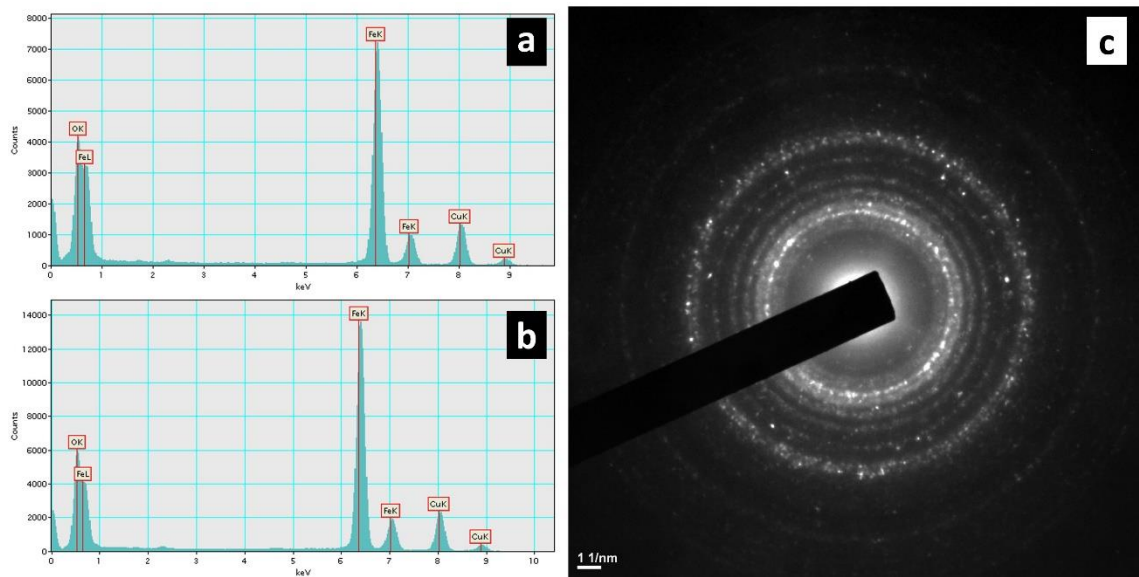 a
8000
7000
6000
5000
4000
3000
2000
1000
0
Counts
FeK
OK
FeL
FeK
CuK
CuK
0 1 2 3 4 5 6 7 8 9
keV
b
14000
12000
10000
8000
6000
4000
2000
0
Counts
FeK
OK
FeL
FeK
CuK
CuK
0 1 2 3 4 5 6 7 8 9 10
keV
c
1 1/nm